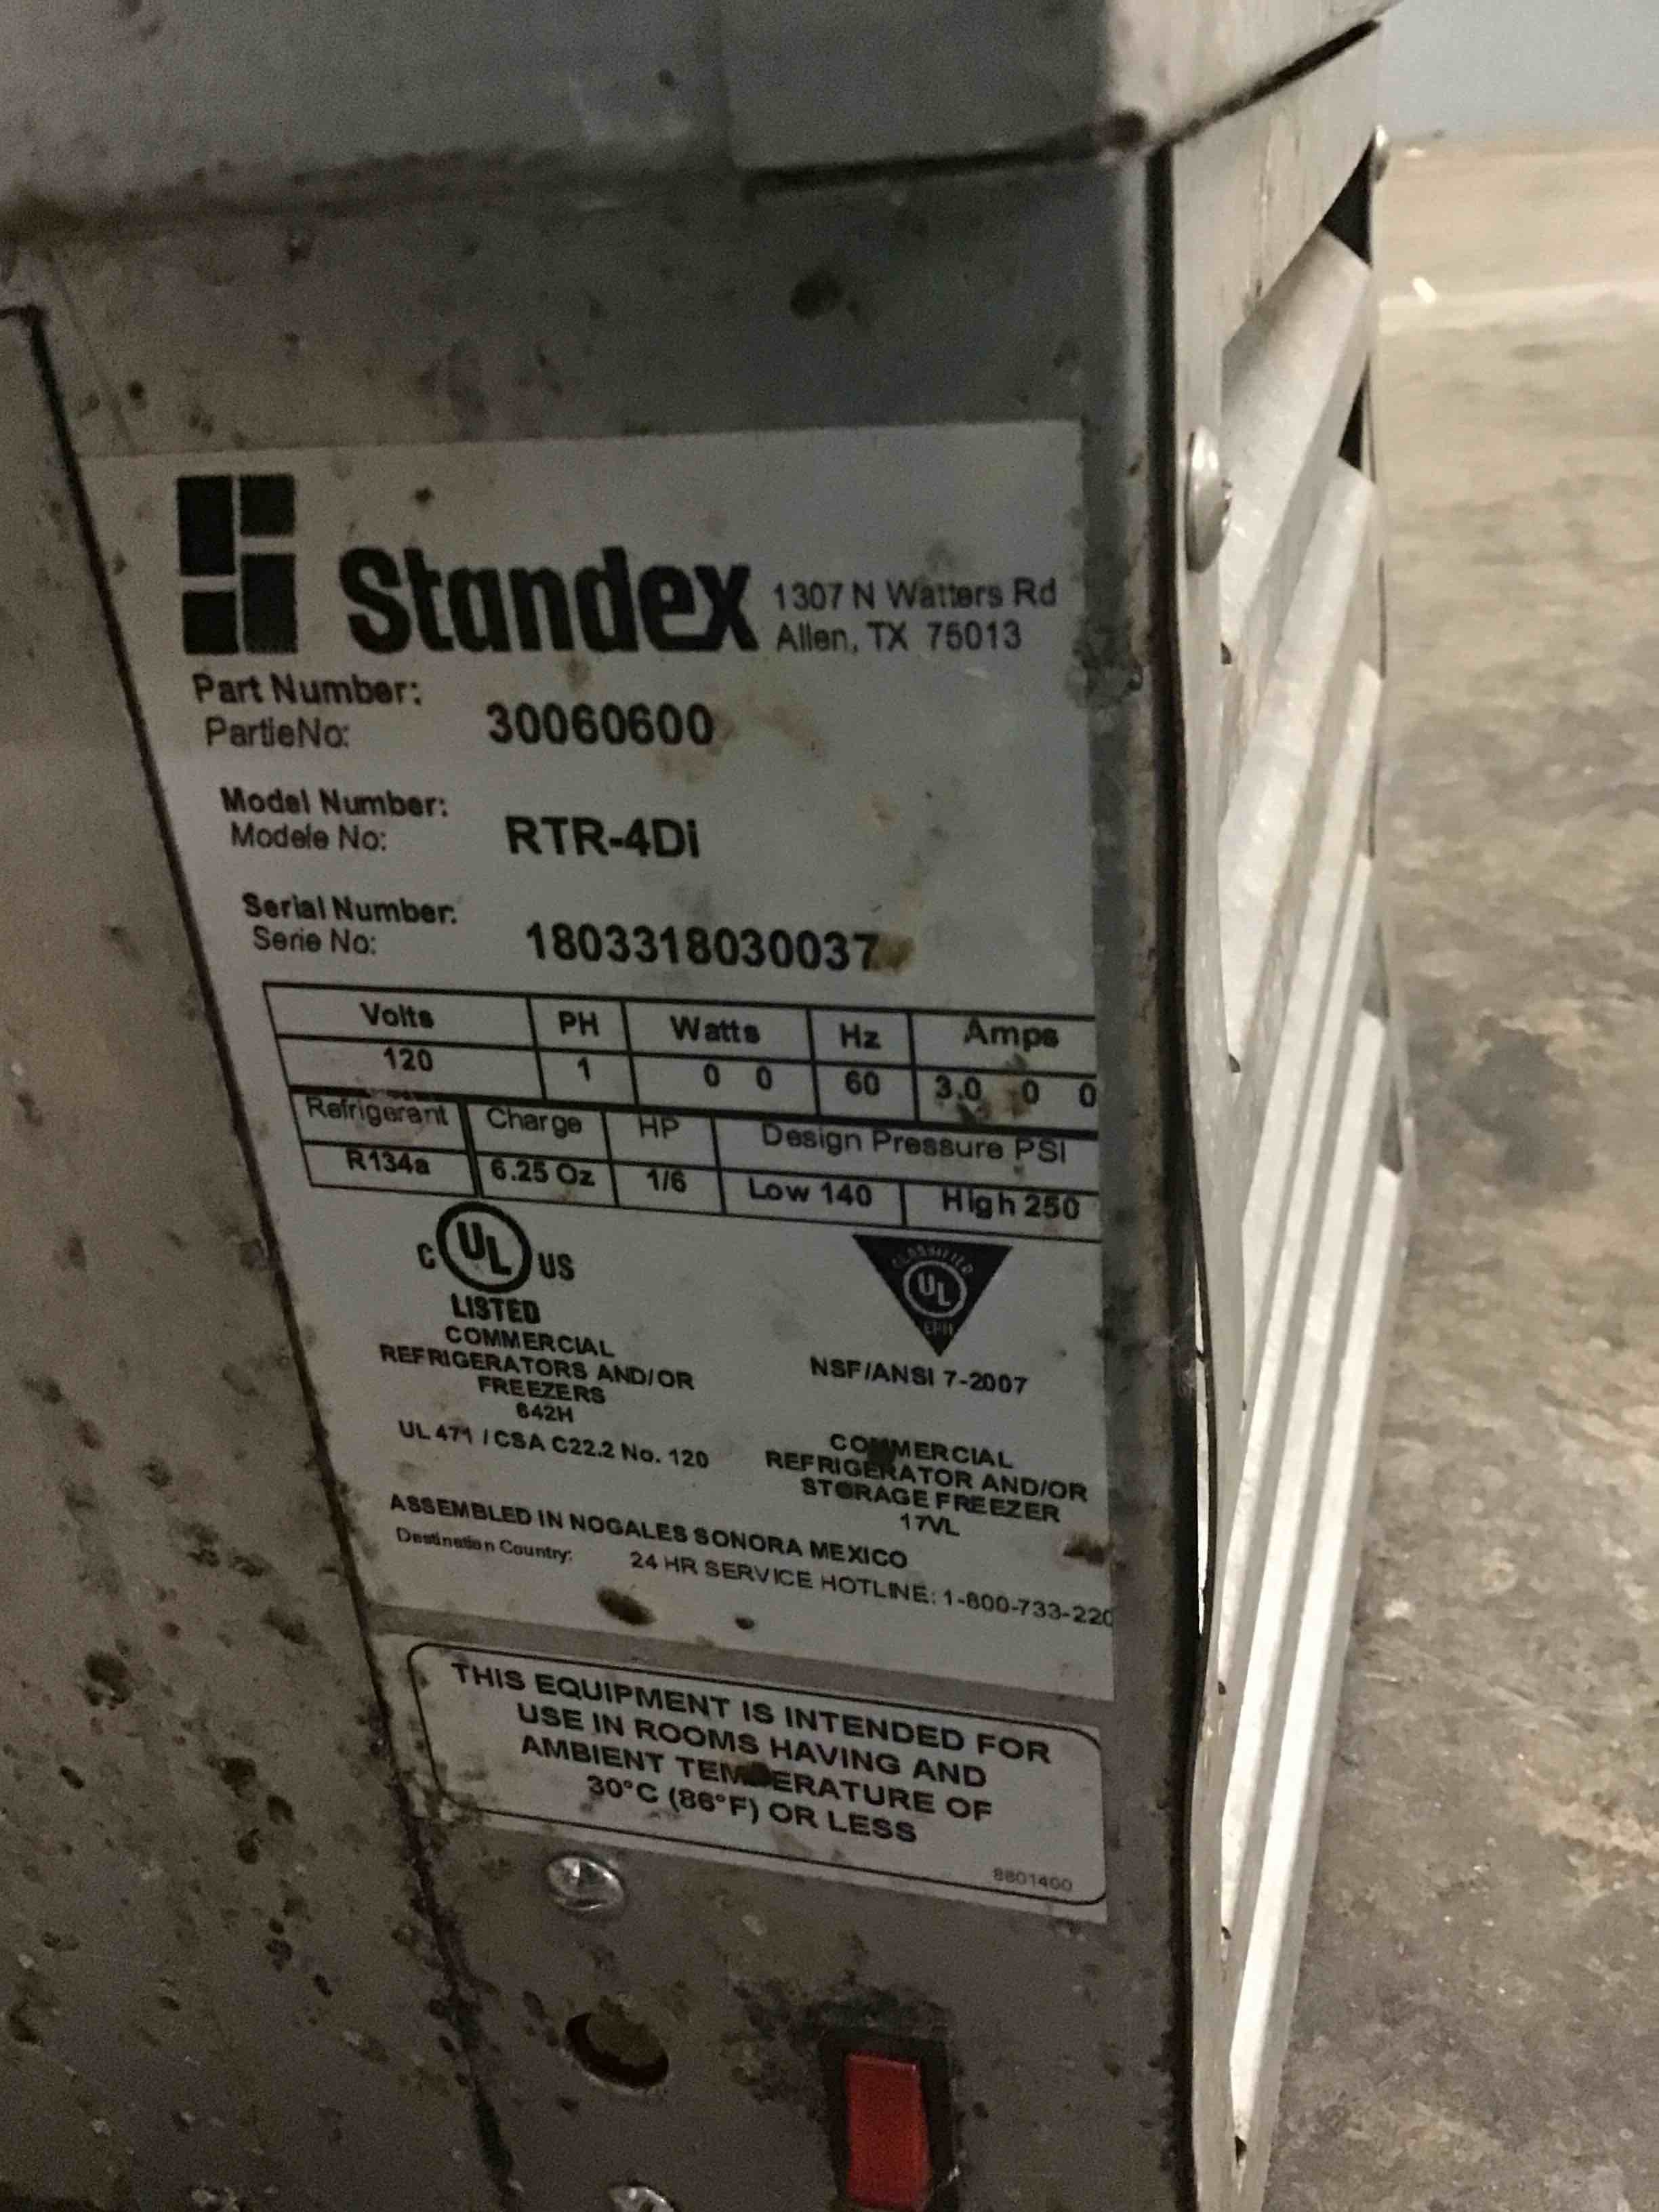 Standex
1307 N Watters Rd
Allen, TX 75013
Part Number:
PartieNo:
30060600
Model Number:
Modele No:
RTR-4Di
Serial Number:
Serie No:
1803318030037
Volts PH Watts Hz Amps
120 1 0 0 60 3.0 0 0
Refrigerant Charge HP Design Pressure PSI
R134a 6.25 Oz 1/6 Low 140 High 250
C UL US
LISTED
COMMERCIAL
REFRIGERATORS AND/OR
FREEZERS
642H
UL 471 / CSA C22.2 No. 120
CLASSIFIED
UL
EPH
NSF/ANSI 7-2007
COMMERCIAL
REFRIGERATOR AND/OR
STORAGE FREEZER
17VL
ASSEMBLED IN NOGALES SONORA MEXICO
Destination Country:
24 HR SERVICE HOTLINE: 1-800-733-220
THIS EQUIPMENT IS INTENDED FOR
USE IN ROOMS HAVING AND
AMBIENT TEMPERATURE OF
30°C (86°F) OR LESS
8801400